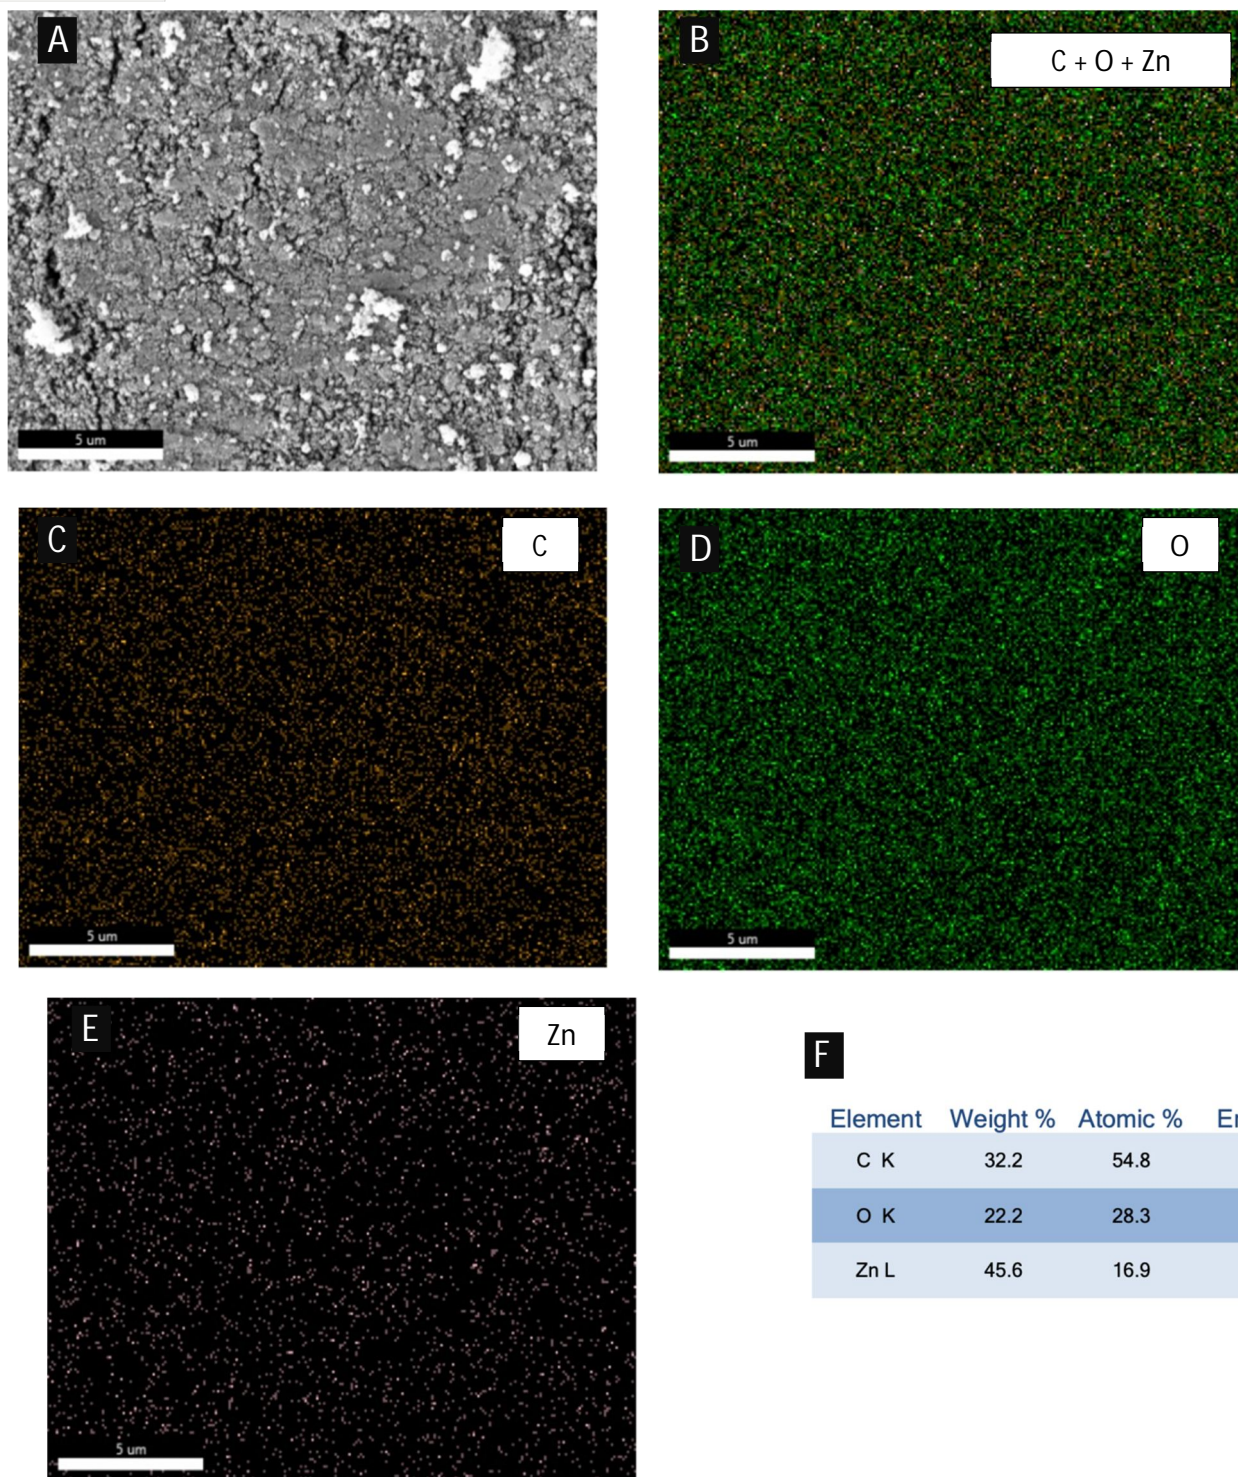 A
B
C + O + Zn
5 um
5 um
C
C
D
O
5 um
5 um
E
Zn
F
Element Weight % Atomic %
C K 32.2 54.8
O K 22.2 28.3
Zn L 45.6 16.9
5 um